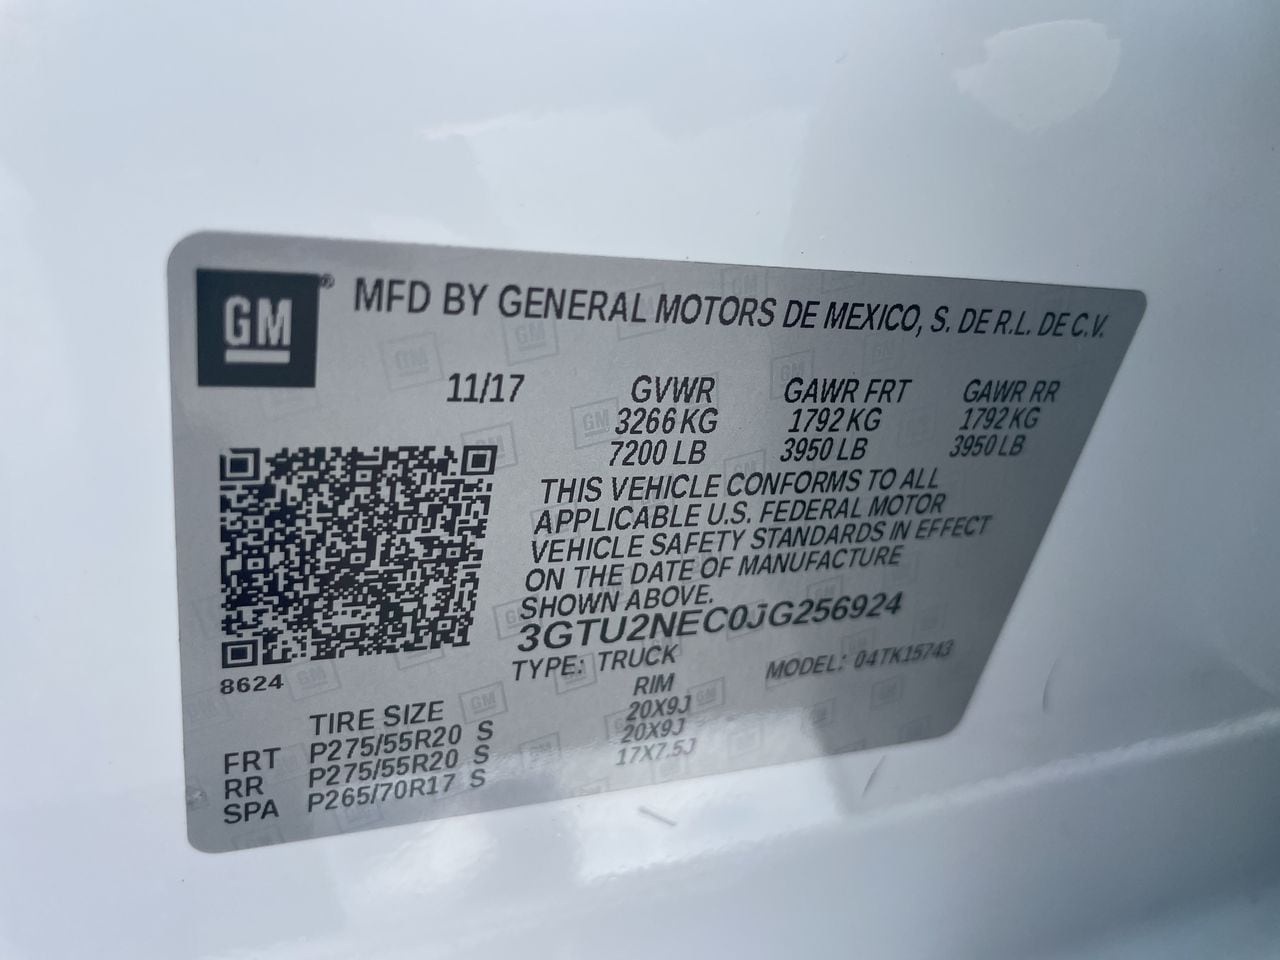 GM® MFD BY GENERAL MOTORS DE MEXICO, S. DE R.L. DE C.V.
11/17 GVWR GAWR FRT GAWR RR
3266 KG 1792 KG 1792 KG
7200 LB 3950 LB 3950 LB
THIS VEHICLE CONFORMS TO ALL
APPLICABLE U.S. FEDERAL MOTOR
VEHICLE SAFETY STANDARDS IN EFFECT
ON THE DATE OF MANUFACTURE
SHOWN ABOVE.
3GTU2NEC0JG256924
TYPE: TRUCK MODEL: 04TK15743
8624
TIRE SIZE RIM
FRT P275/55R20 S 20X9J
RR P275/55R20 S 20X9J
SPA P265/70R17 S 17X7.5J